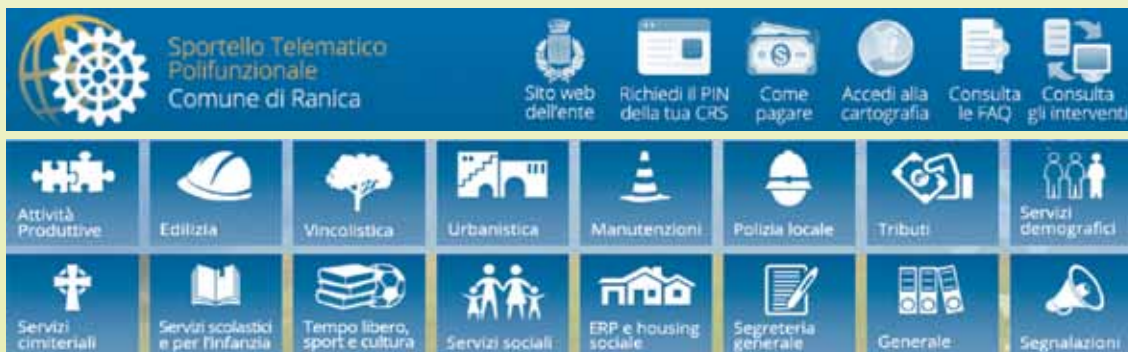 Sportello Telematico
Polifunzionale
Comune di Ranica
Sito web
dell'ente
Richiedi il PIN
della tua CRS
Come
pagare
Accedi alla
cartografia
Consulta
le FAQ
Consulta
gli interventi
Attività
Produttive
Edilizia
Vincolistica
Urbanistica
Manutenzioni
Polizia locale
Tributi
Servizi
demografici
Servizi
cimiteriali
Servizi scolastici
e per l'infanzia
Tempo libero,
sport e cultura
Servizi sociali
ERP e housing
sociale
Segreteria
generale
Generale
Segnalazioni